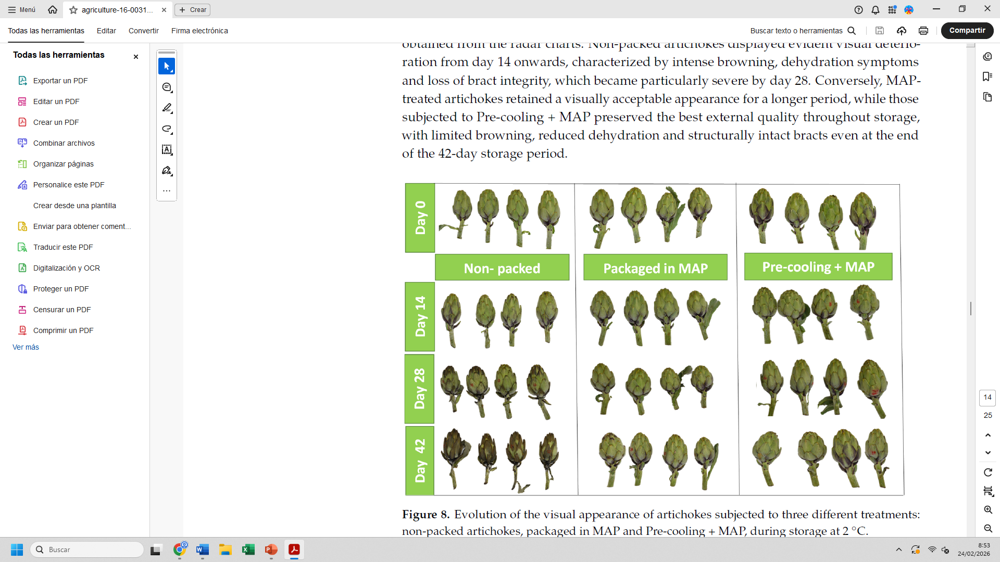 Menú
agriculture-16-0031...
Crear
Todas las herramientas
Editar
Convertir
Firma electrónica
Buscar texto o herramientas
Compartir
Todas las herramientas
Exportar un PDF
Editar un PDF
Crear un PDF
Combinar archivos
Organizar páginas
Personalice este PDF
Crear desde una plantilla
Enviar para obtener coment...
Traducir este PDF
Digitalización y OCR
Proteger un PDF
Censurar un PDF
Comprimir un PDF
Ver más
obtained from the radar charts. Non-packed artichokes displayed evident visual deterio-
ration from day 14 onwards, characterized by intense browning, dehydration symptoms
and loss of bract integrity, which became particularly severe by day 28. Conversely, MAP-
treated artichokes retained a visually acceptable appearance for a longer period, while those
subjected to Pre-cooling + MAP preserved the best external quality throughout storage,
with limited browning, reduced dehydration and structurally intact bracts even at the end
of the 42-day storage period.
Day 0
Non- packed
Packaged in MAP
Pre-cooling + MAP
Day 14
Day 28
Day 42
Figure 8. Evolution of the visual appearance of artichokes subjected to three different treatments:
non-packed artichokes, packaged in MAP and Pre-cooling + MAP, during storage at 2 °C.
14
25
Buscar
8:53
24/02/2026